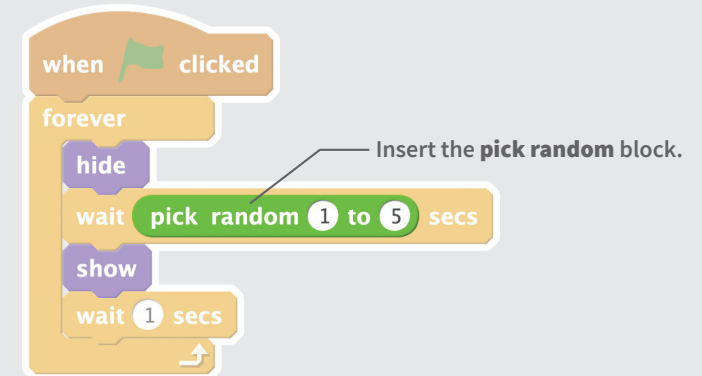 when clicked
forever
hide
Insert the pick random block.
wait pick random 1 to 5 secs
show
wait 1 secs